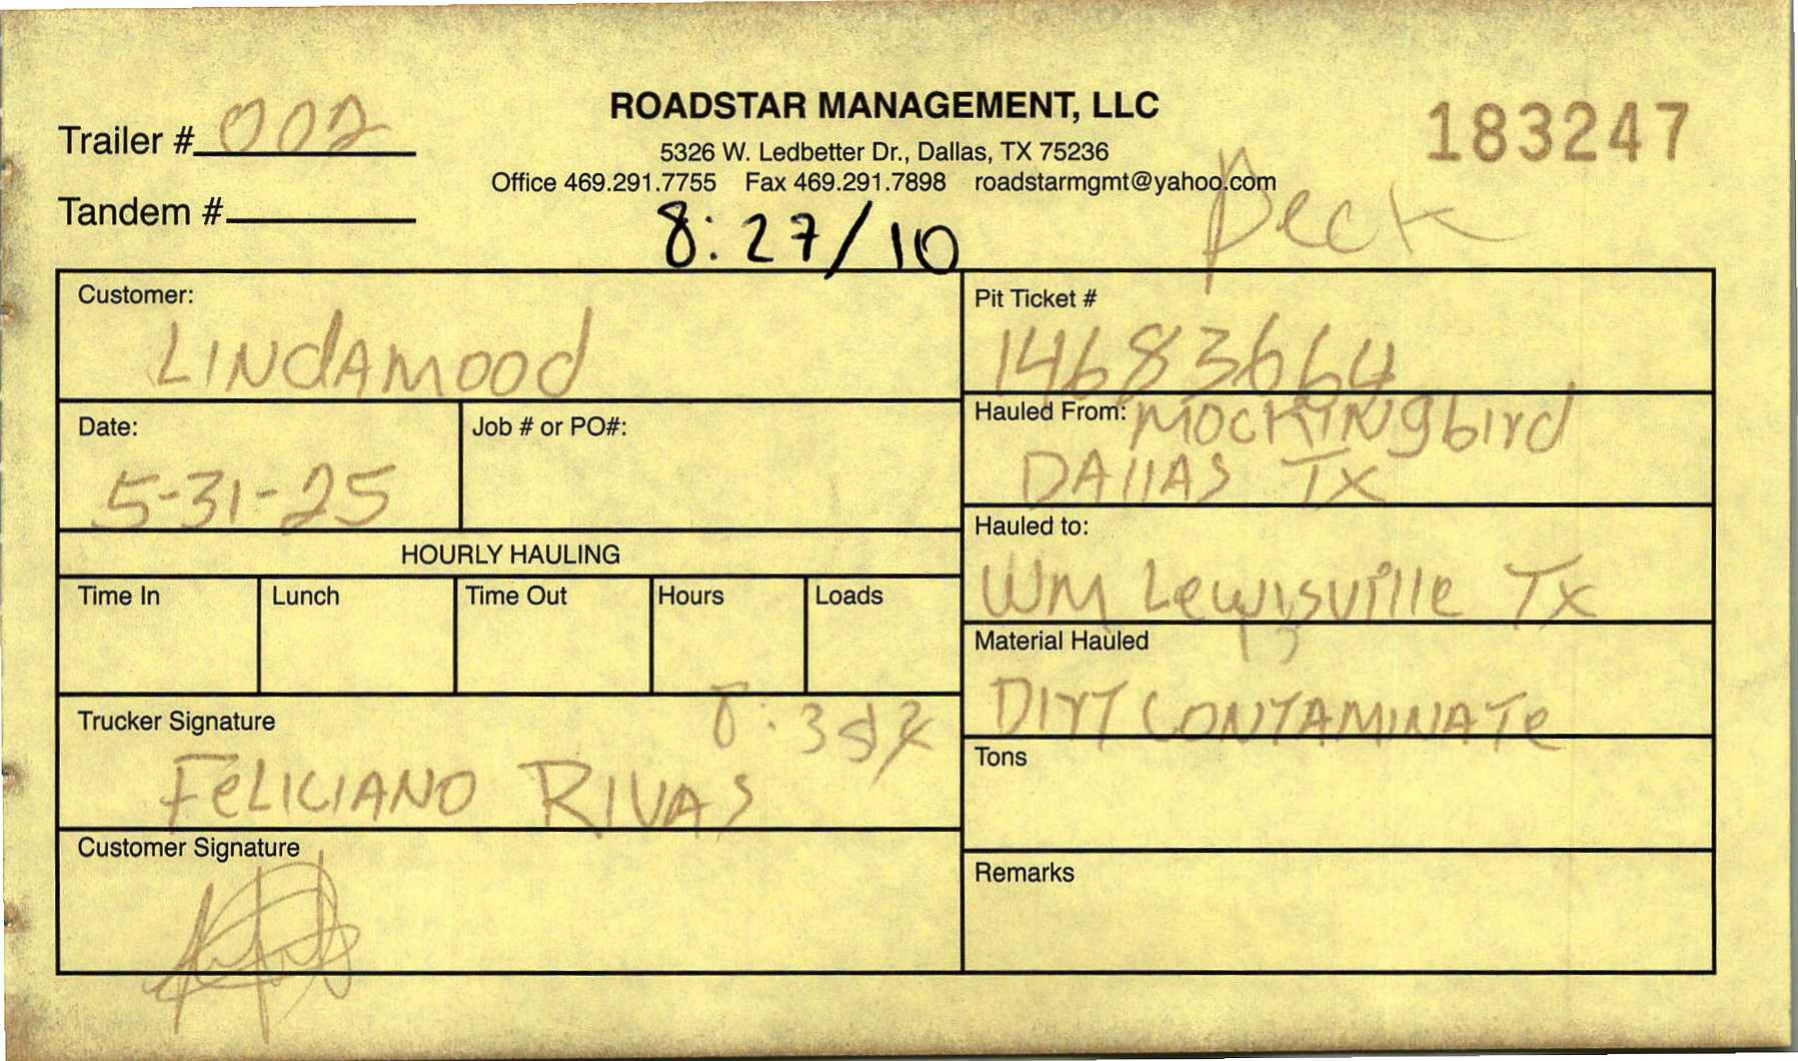 ROADSTAR MANAGEMENT, LLC
183247
Trailer # 002
5326 W. Ledbetter Dr., Dallas, TX 75236
Office 469.291.7755 Fax 469.291.7898 roadstarmgmt@yahoo.com
Tandem #
Peck
8:27/10
Customer:
LINdAMOOd
Pit Ticket #
14683664
Date:
5-31-25
Job # or PO#:
Hauled From: MOCKINGbird
DAllAS TX
HOURLY HAULING
Hauled to:
WM Lewisville Tx
Time In Lunch Time Out Hours Loads
Material Hauled
DIrT CONTAMINATe
Trucker Signature
FeLICIANO RIVAS
Tons
Customer Signature
Remarks